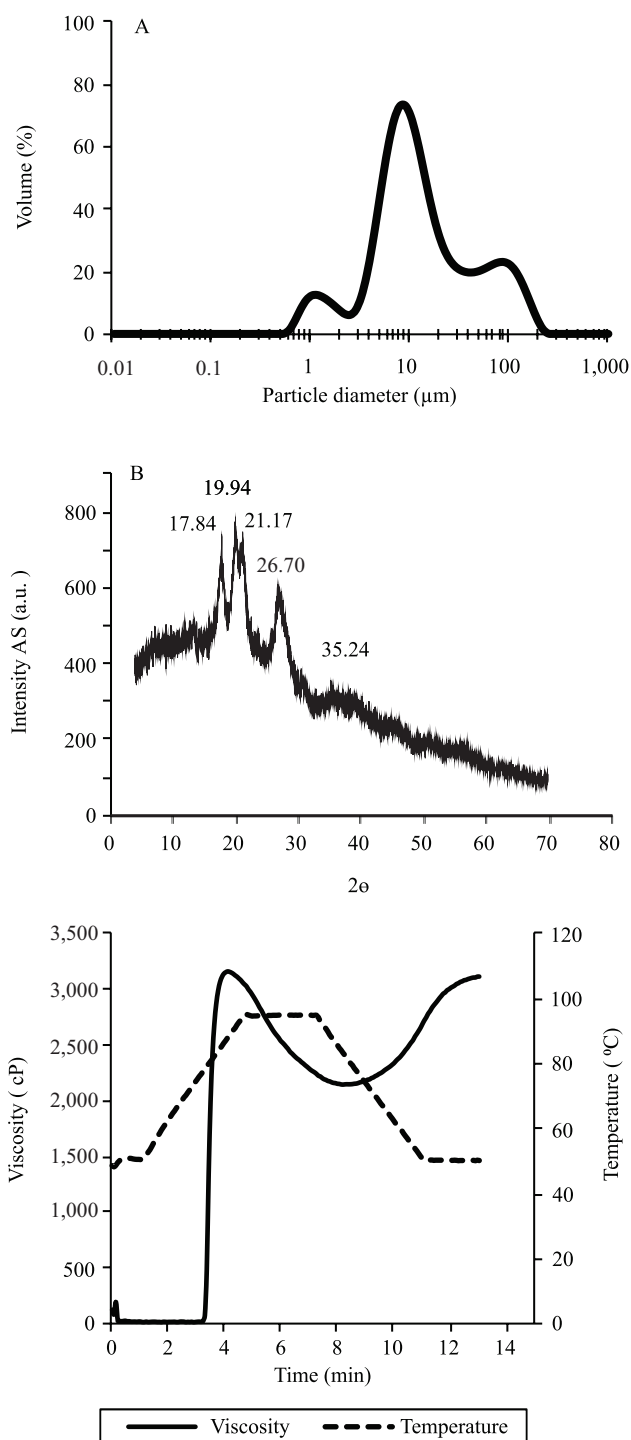 A
100
80
60
40
20
0
Volume (%)
0.01 0.1 1 10 100 1,000
Particle diameter (µm)
B
19.94
17.84 21.17
26.70
35.24
800
600
400
200
0
Intensity AS (a.u. )
0 10 20 30 40 50 60 70 80
2ɵ
3,500
3,000
2,500
2,000
1,500
1,000
500
0
Viscosity ( cP)
120
100
80
60
40
20
0
Temperature ( ºC)
0 2 4 6 8 10 12 14
Time (min)
Viscosity Temperature